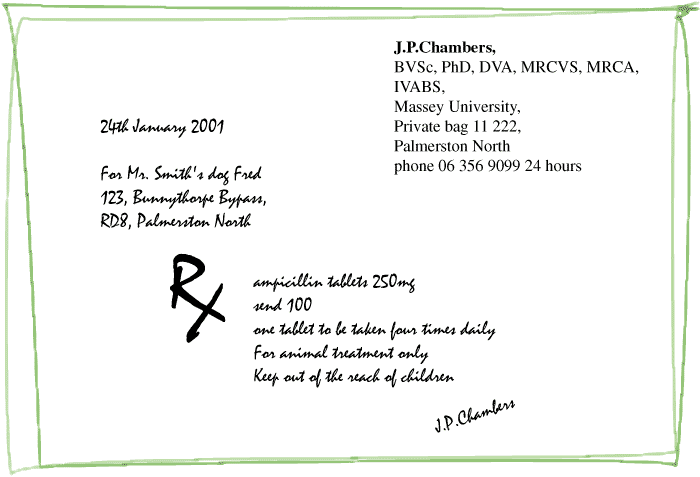 J.P.Chambers,
BVSc, PhD, DVA, MRCVS, MRCA,
IVABS,
Massey University,
Private bag 11 222,
Palmerston North
phone 06 356 9099 24 hours
24th January 2001
For Mr. Smith's dog Fred
123, Bunnythorpe Bypass,
RD8, Palmerston North
Rx
ampicillin tablets 250mg
send 100
one tablet to be taken four times daily
For animal treatment only
Keep out of the reach of children
J.P.Chambers